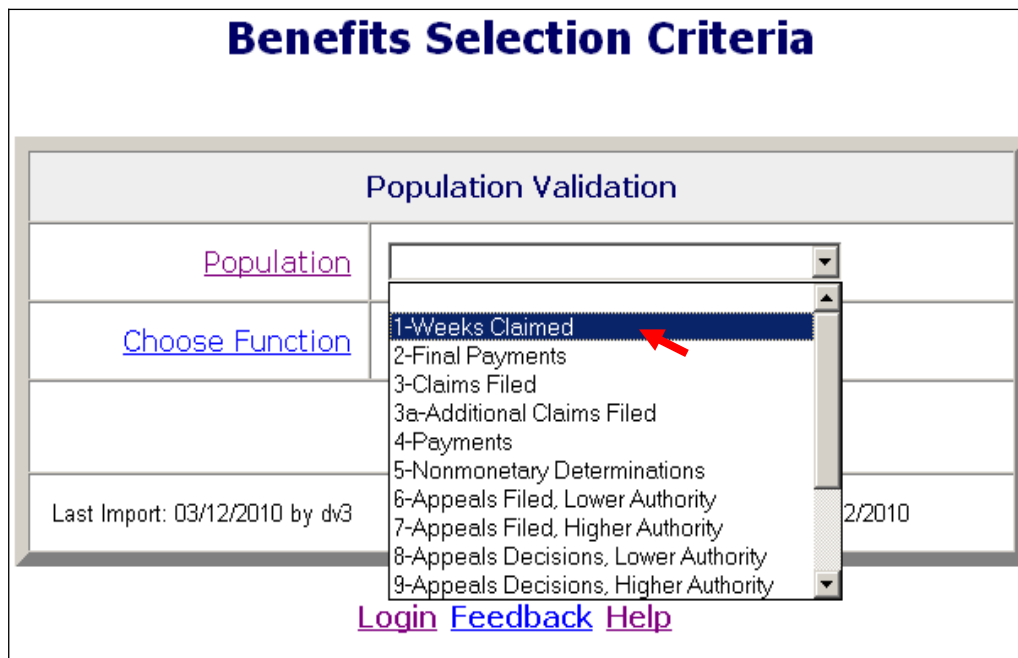 Benefits Selection Criteria
Population Validation
Population
1-Weeks Claimed
Choose Function
2-Final Payments
3-Claims Filed
3a-Additional Claims Filed
4-Payments
5-Nonmonetary Determinations
6-Appeals Filed, Lower Authority
Last Import: 03/12/2010 by dv3
2/2010
7-Appeals Filed, Higher Authority
8-Appeals Decisions, Lower Authority
9-Appeals Decisions, Higher Authority
Login Feedback Help